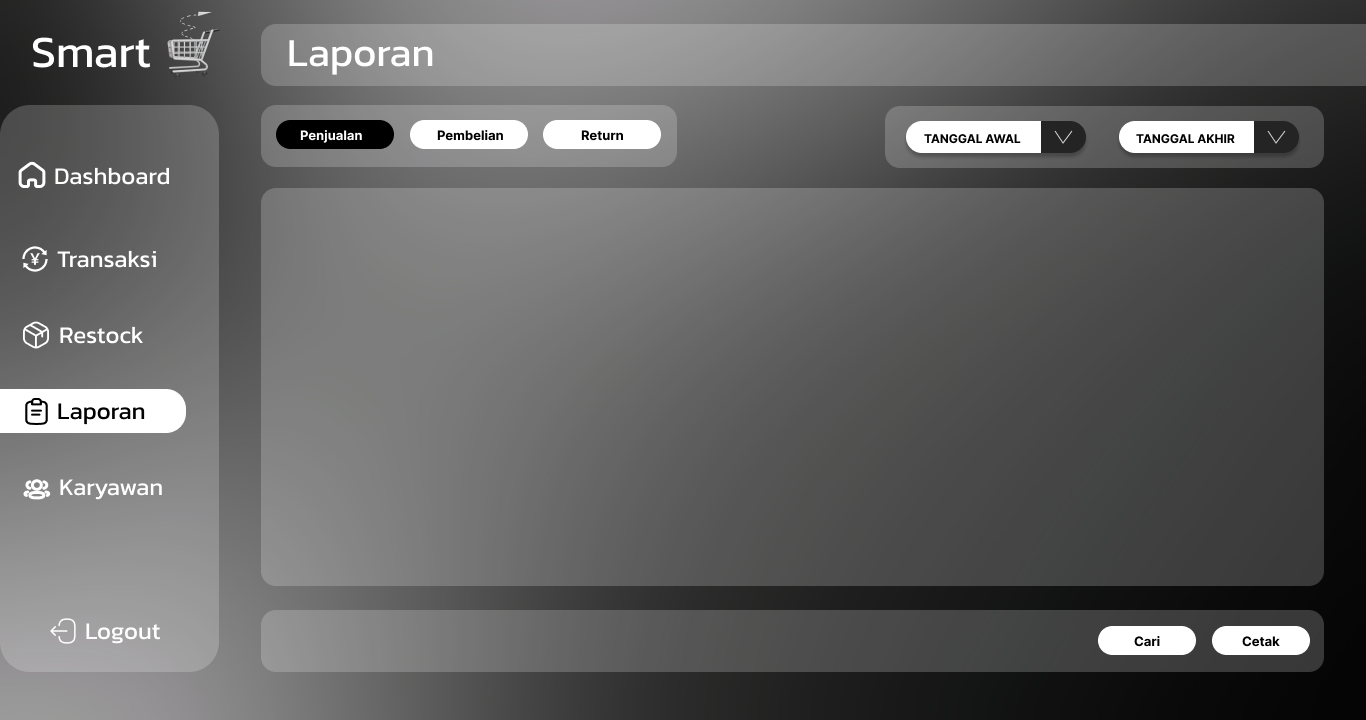 Smart
Laporan
Penjualan
Pembelian
Return
TANGGAL AWAL
TANGGAL AKHIR
Dashboard
Transaksi
Restock
Laporan
Karyawan
Logout
Cari
Cetak